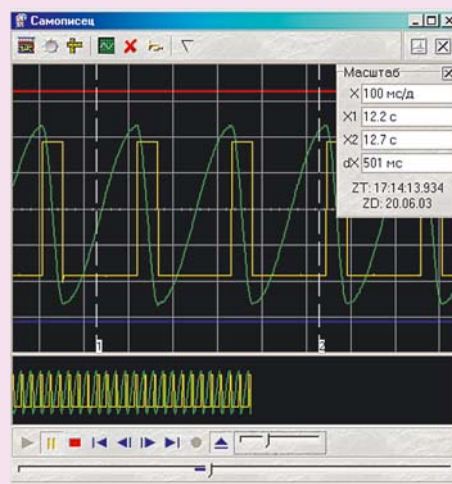 Самописец
Масштаб
X 100 мс/д
X1 12.2 с
X2 12.7 с
dX 501 мс
ZT: 17:14:13.934
ZD: 20.06.03
1 2